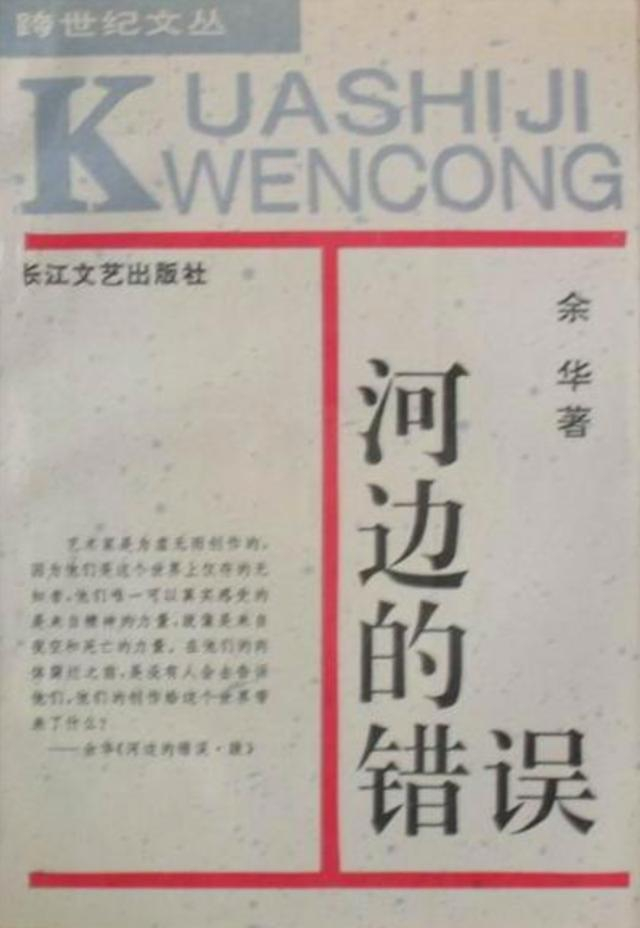 跨世纪文丛
KUASHIJI
WENCONG
长江文艺出版社
余华著
河边的
错误
艺术家是为虚无而创作的,
因为他们是这个世界上仅存的无
知者,他们唯一可以真实感受的
是来自精神的力量,就像是来自
夜空和死亡的力量。在他们的肉
体腐烂之前,是没有人会去告诉
他们,他们的创作给这个世界带
来了什么?
——余华《河边的错误·跋》